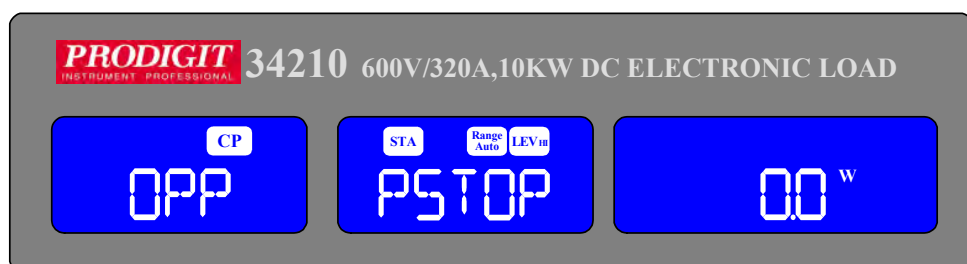 PRODIGIT
INSTRUMENT PROFESSIONAL
34210 600V/320A,10KW DC ELECTRONIC LOAD
CP
OPP
STA Range Auto LEV HI
PSTOP
0.0 W